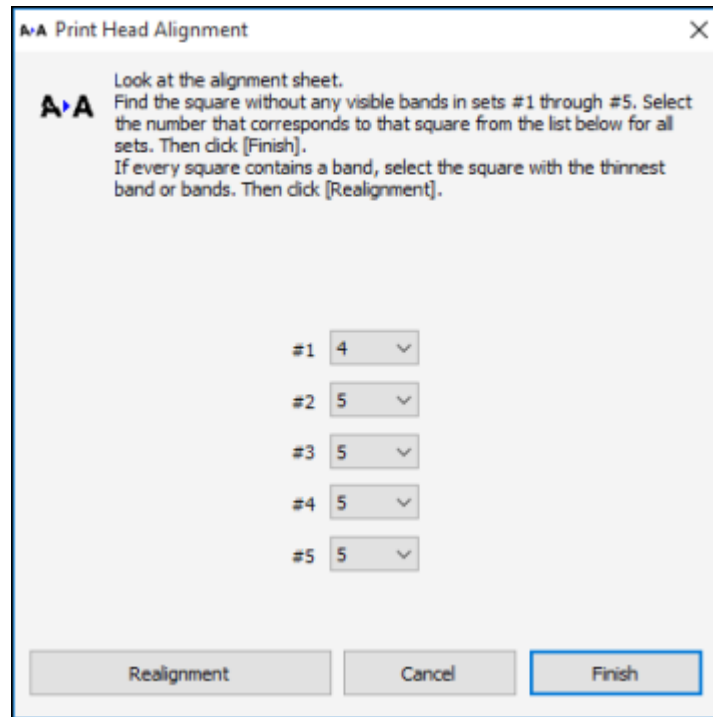 A▸A Print Head Alignment
A▸A
Look at the alignment sheet.
Find the square without any visible bands in sets #1 through #5. Select
the number that corresponds to that square from the list below for all
sets. Then click [Finish].
If every square contains a band, select the square with the thinnest
band or bands. Then click [Realignment].
#1 4
#2 5
#3 5
#4 5
#5 5
Realignment Cancel Finish